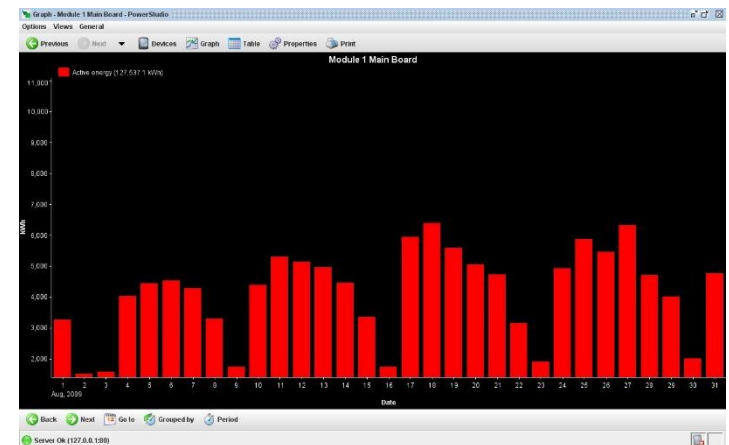 Graph - Module 1 Main Board - PowerStudio
Options Views General
Previous Next Devices Graph Table Properties Print
Module 1 Main Board
Active energy (127,537.1 kWh)
11,000
10,000
9,000
8,000
7,000
6,000
5,000
4,000
3,000
2,000
kWh
1 2 3 4 5 6 7 8 9 10 11 12 13 14 15 16 17 18 19 20 21 22 23 24 25 26 27 28 29 30 31
Aug, 2009
Date
Back Next Go to Grouped by Period
Server Ok (127.0.0.1:80)